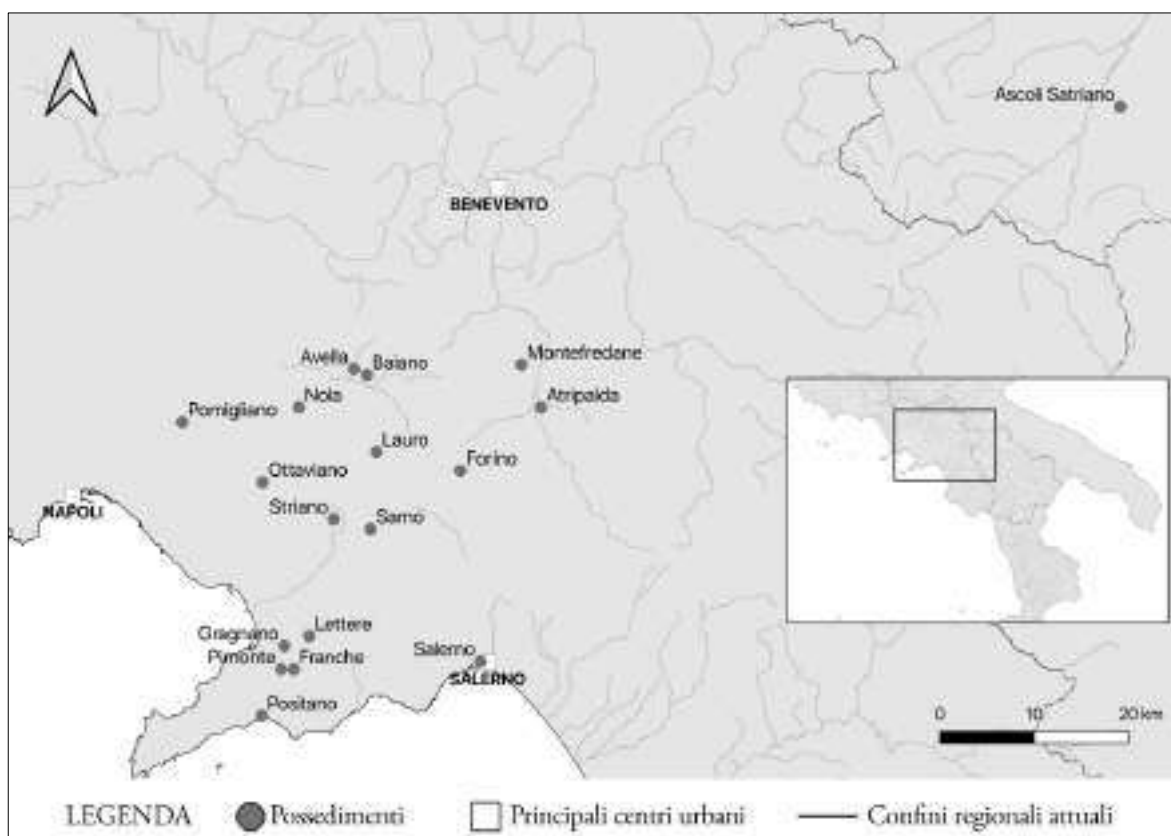 Ascoli Satriano
BENEVENTO
Avella
Baiano
Montefredane
Nola
Atripalda
Pomigliano
Lauro
Forino
Ottaviano
Striano
Sarno
NAPOLI
Lettere
Gragnano
Pimonte
Franche
Salerno
SALERNO
Positano
0 10 20 km
LEGENDA Possedimenti Principali centri urbani Confini regionali attuali